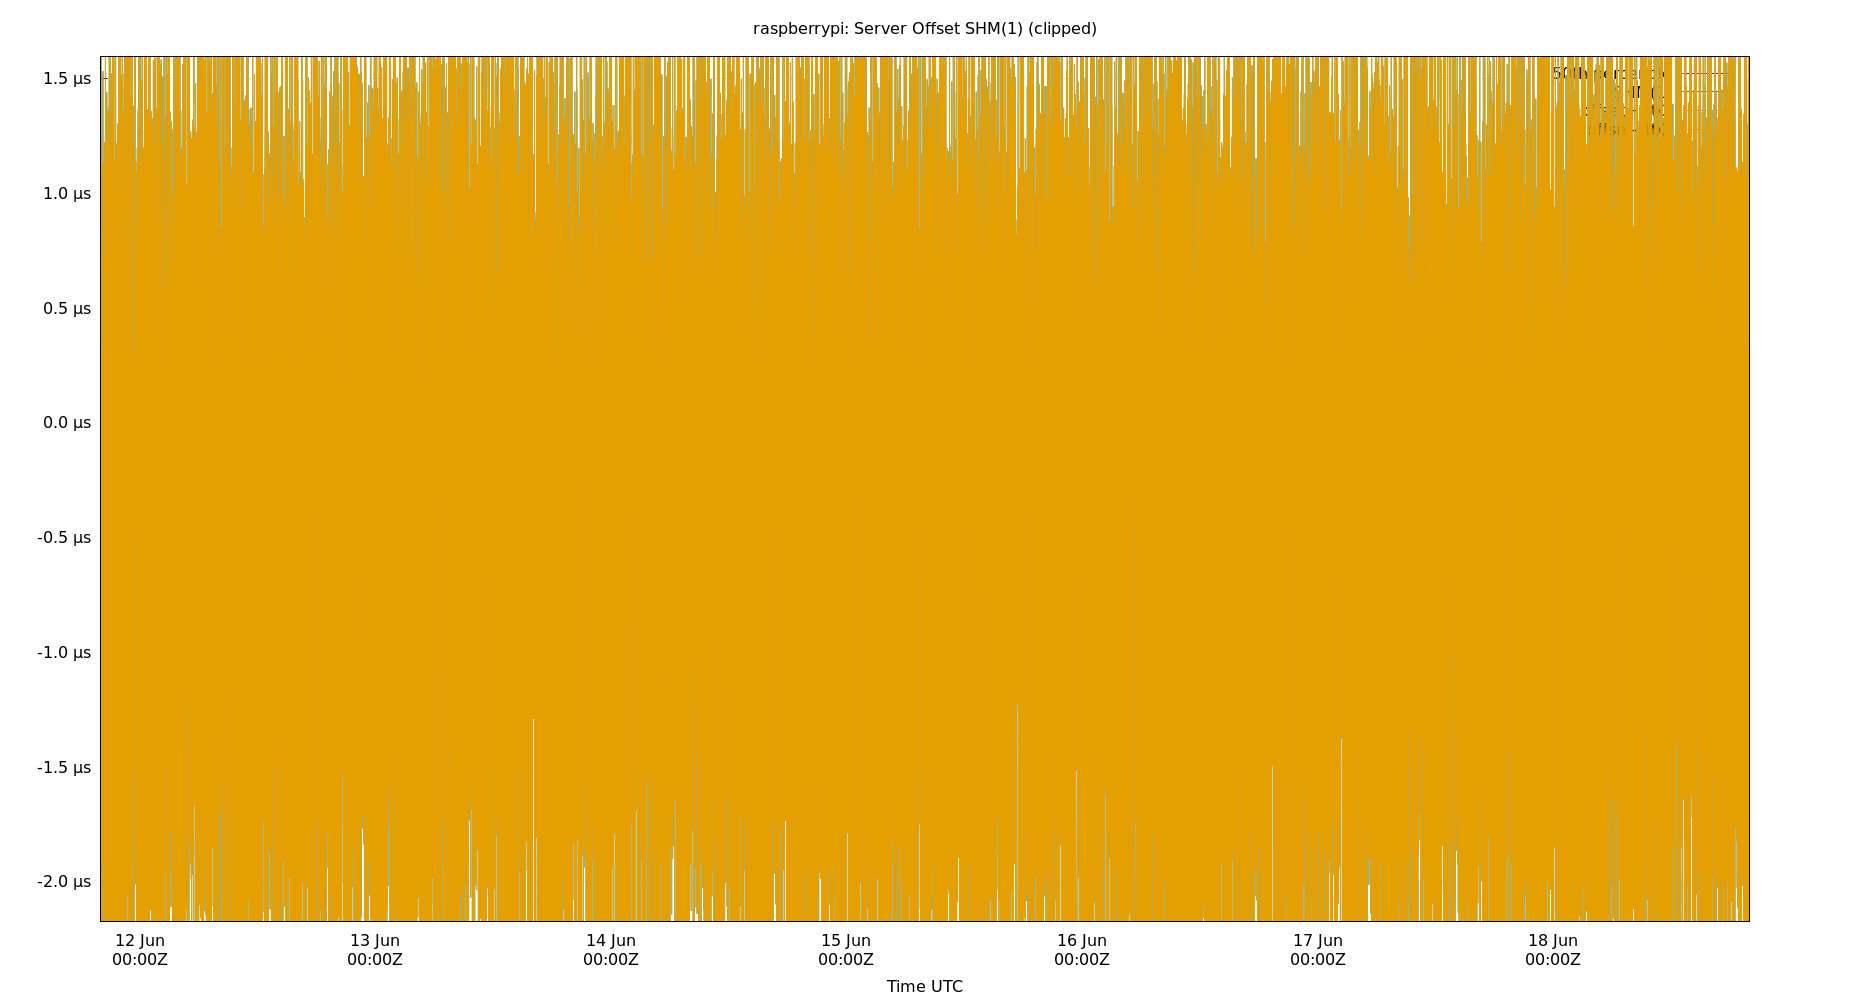 raspberrypi: Server Offset SHM(1) (clipped)
1.5 µs
1.0 µs
0.5 µs
0.0 µs
-0.5 µs
-1.0 µs
-1.5 µs
-2.0 µs
12 Jun 13 Jun 14 Jun 15 Jun 16 Jun 17 Jun 18 Jun
00:00Z 00:00Z 00:00Z 00:00Z 00:00Z 00:00Z 00:00Z
Time UTC